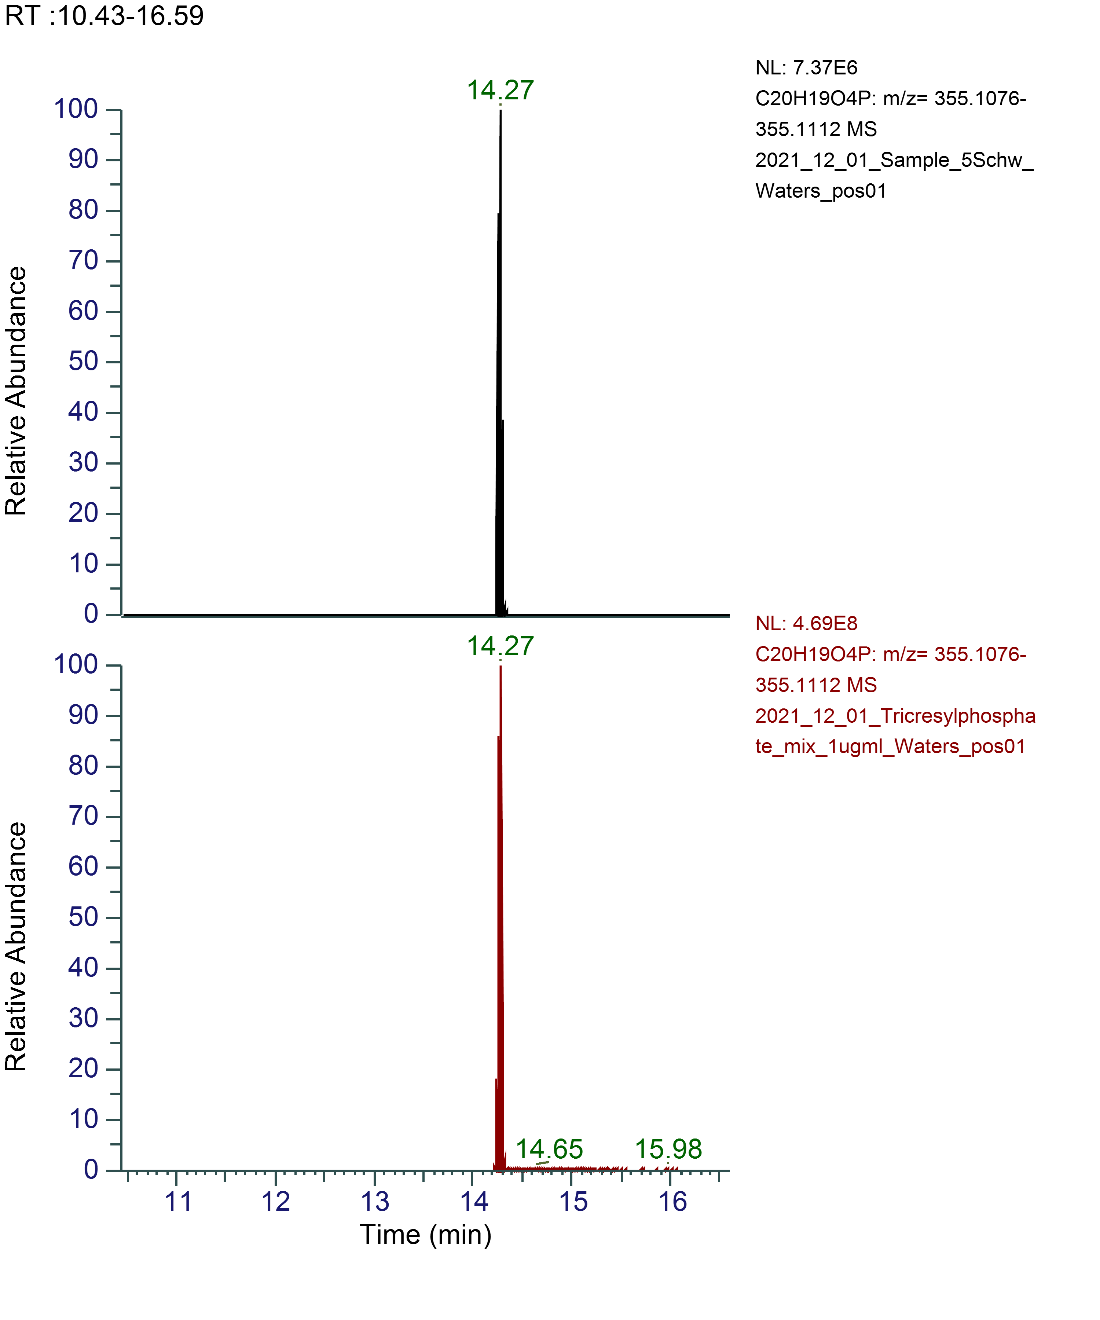 RT :10.43-16.59
NL: 7.37E6
C20H19O4P: m/z= 355.1076-
355.1112 MS
2021_12_01_Sample_5Schw_
Waters_pos01
14.27
100
90
80
70
60
50
40
30
20
10
0
Relative Abundance
NL: 4.69E8
C20H19O4P: m/z= 355.1076-
355.1112 MS
2021_12_01_Tricresylphospha
te_mix_1ugml_Waters_pos01
14.27
100
90
80
70
60
50
40
30
20
10
0
Relative Abundance
14.65
15.98
11 12 13 14 15 16
Time (min)